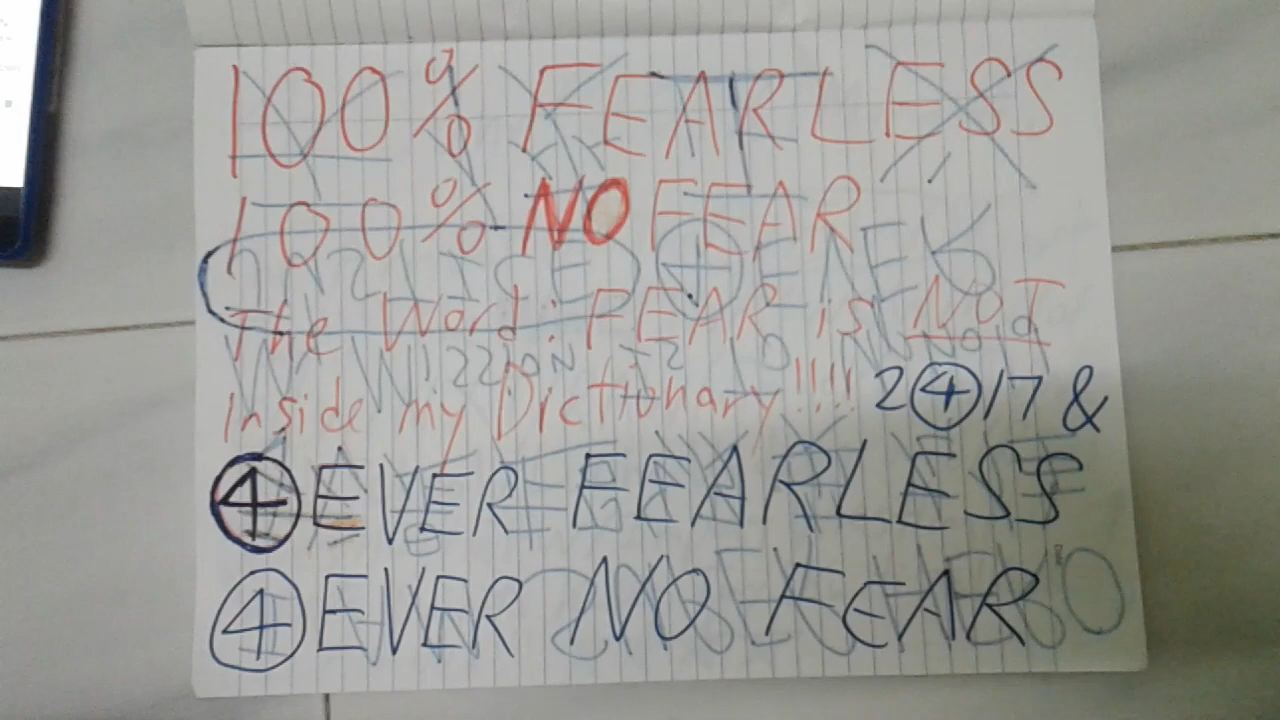 100% FEARLESS
100% NO FEAR
The Word: FEAR is NOT
Inside my Dictionary!!!! 2④/7 &
④EVER FEARLESS
④EVER NO FEAR